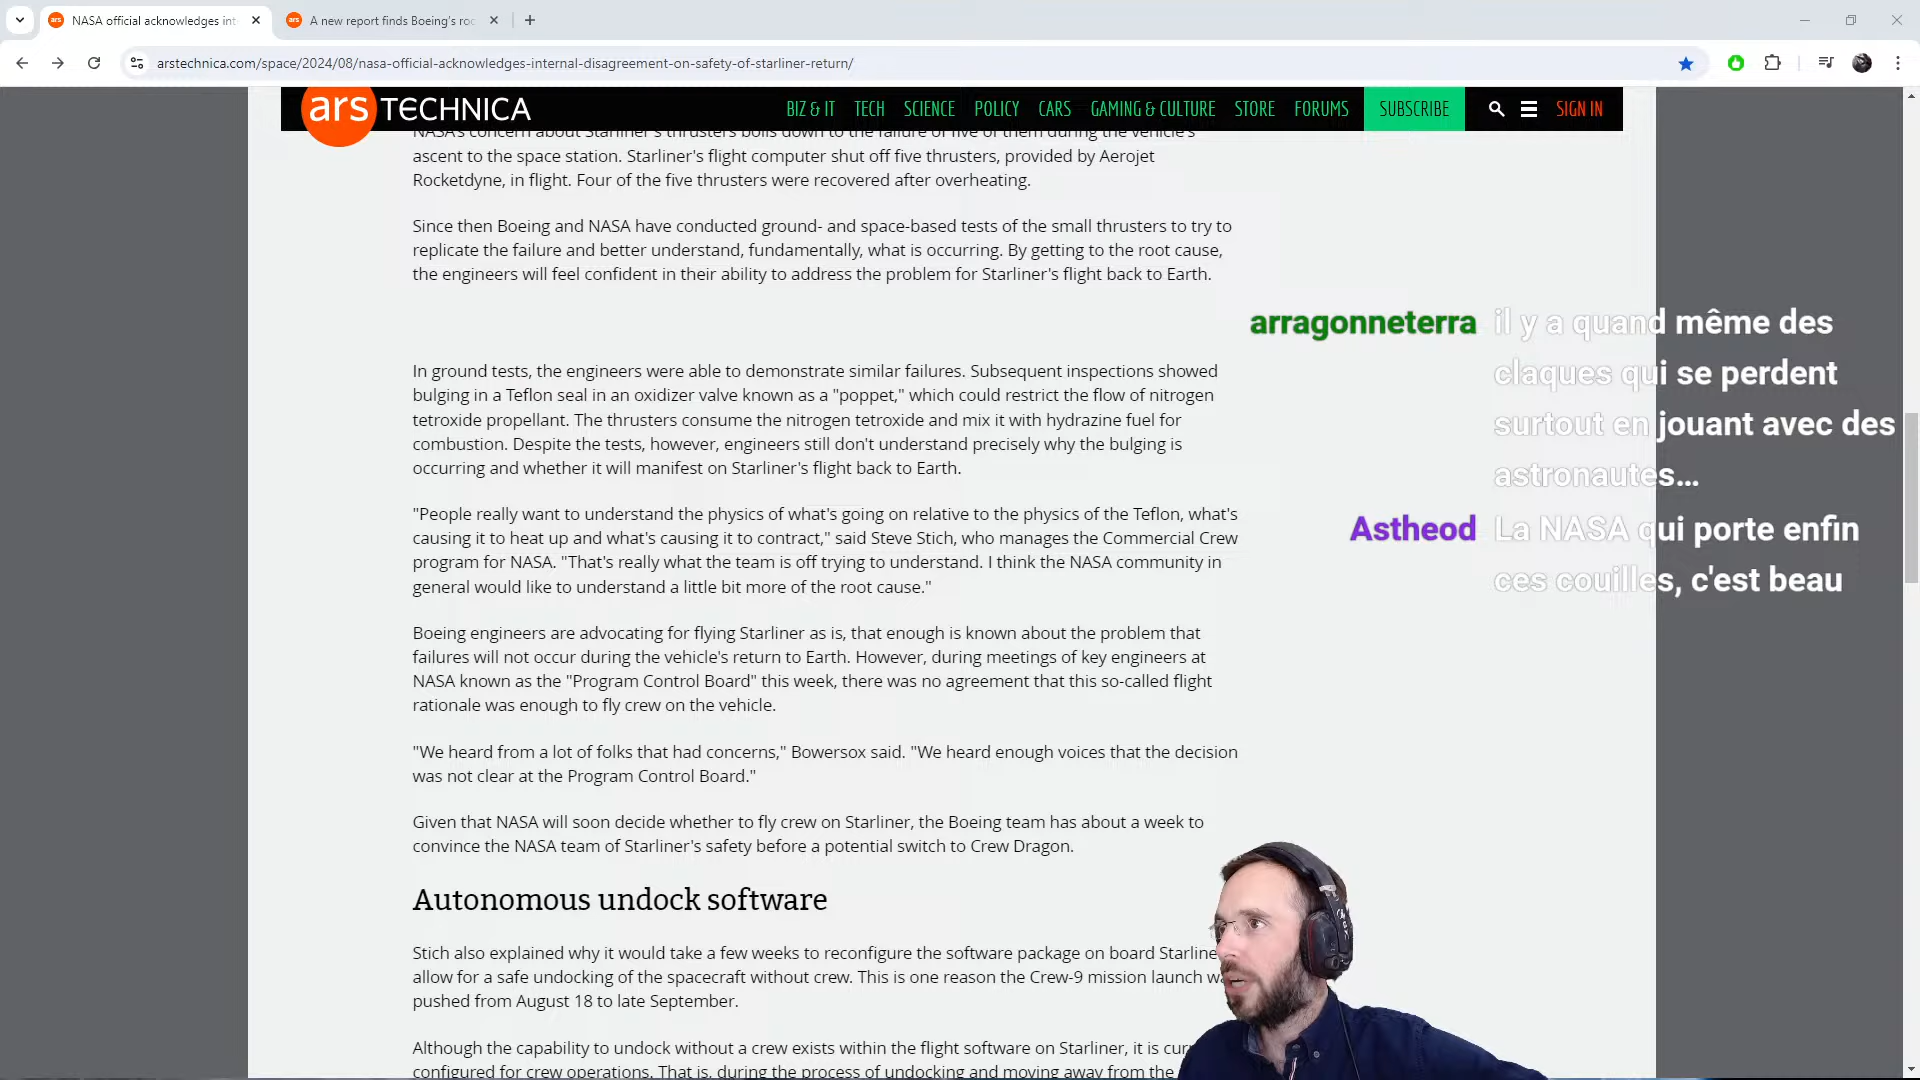 NASA official acknowledges int
A new report finds Boeing's roc
arstechnica.com/space/2024/08/nasa-official-acknowledges-internal-disagreement-on-safety-of-starliner-return/
ars TECHNICA
BIZ & IT TECH SCIENCE POLICY CARS GAMING & CULTURE STORE FORUMS SUBSCRIBE SIGN IN
NASA's concern about Starliner's thrusters boils down to the failure of five of them during the vehicle's
ascent to the space station. Starliner's flight computer shut off five thrusters, provided by Aerojet
Rocketdyne, in flight. Four of the five thrusters were recovered after overheating.
Since then Boeing and NASA have conducted ground- and space-based tests of the small thrusters to try to
replicate the failure and better understand, fundamentally, what is occurring. By getting to the root cause,
the engineers will feel confident in their ability to address the problem for Starliner's flight back to Earth.
In ground tests, the engineers were able to demonstrate similar failures. Subsequent inspections showed
bulging in a Teflon seal in an oxidizer valve known as a "poppet," which could restrict the flow of nitrogen
tetroxide propellant. The thrusters consume the nitrogen tetroxide and mix it with hydrazine fuel for
combustion. Despite the tests, however, engineers still don't understand precisely why the bulging is
occurring and whether it will manifest on Starliner's flight back to Earth.
"People really want to understand the physics of what's going on relative to the physics of the Teflon, what's
causing it to heat up and what's causing it to contract," said Steve Stich, who manages the Commercial Crew
program for NASA. "That's really what the team is off trying to understand. I think the NASA community in
general would like to understand a little bit more of the root cause."
Boeing engineers are advocating for flying Starliner as is, that enough is known about the problem that
failures will not occur during the vehicle's return to Earth. However, during meetings of key engineers at
NASA known as the "Program Control Board" this week, there was no agreement that this so-called flight
rationale was enough to fly crew on the vehicle.
"We heard from a lot of folks that had concerns," Bowersox said. "We heard enough voices that the decision
was not clear at the Program Control Board."
Given that NASA will soon decide whether to fly crew on Starliner, the Boeing team has about a week to
convince the NASA team of Starliner's safety before a potential switch to Crew Dragon.
Autonomous undock software
Stich also explained why it would take a few weeks to reconfigure the software package on board Starline
allow for a safe undocking of the spacecraft without crew. This is one reason the Crew-9 mission launch wa
pushed from August 18 to late September.
Although the capability to undock without a crew exists within the flight software on Starliner, it is curr
configured for crew operations. That is, during the process of undocking and moving away from the
arragonneterra il y a quand même des
claques qui se perdent
surtout en jouant avec des
astronautes...
Astheod La NASA qui porte enfin
ces couilles, c'est beau